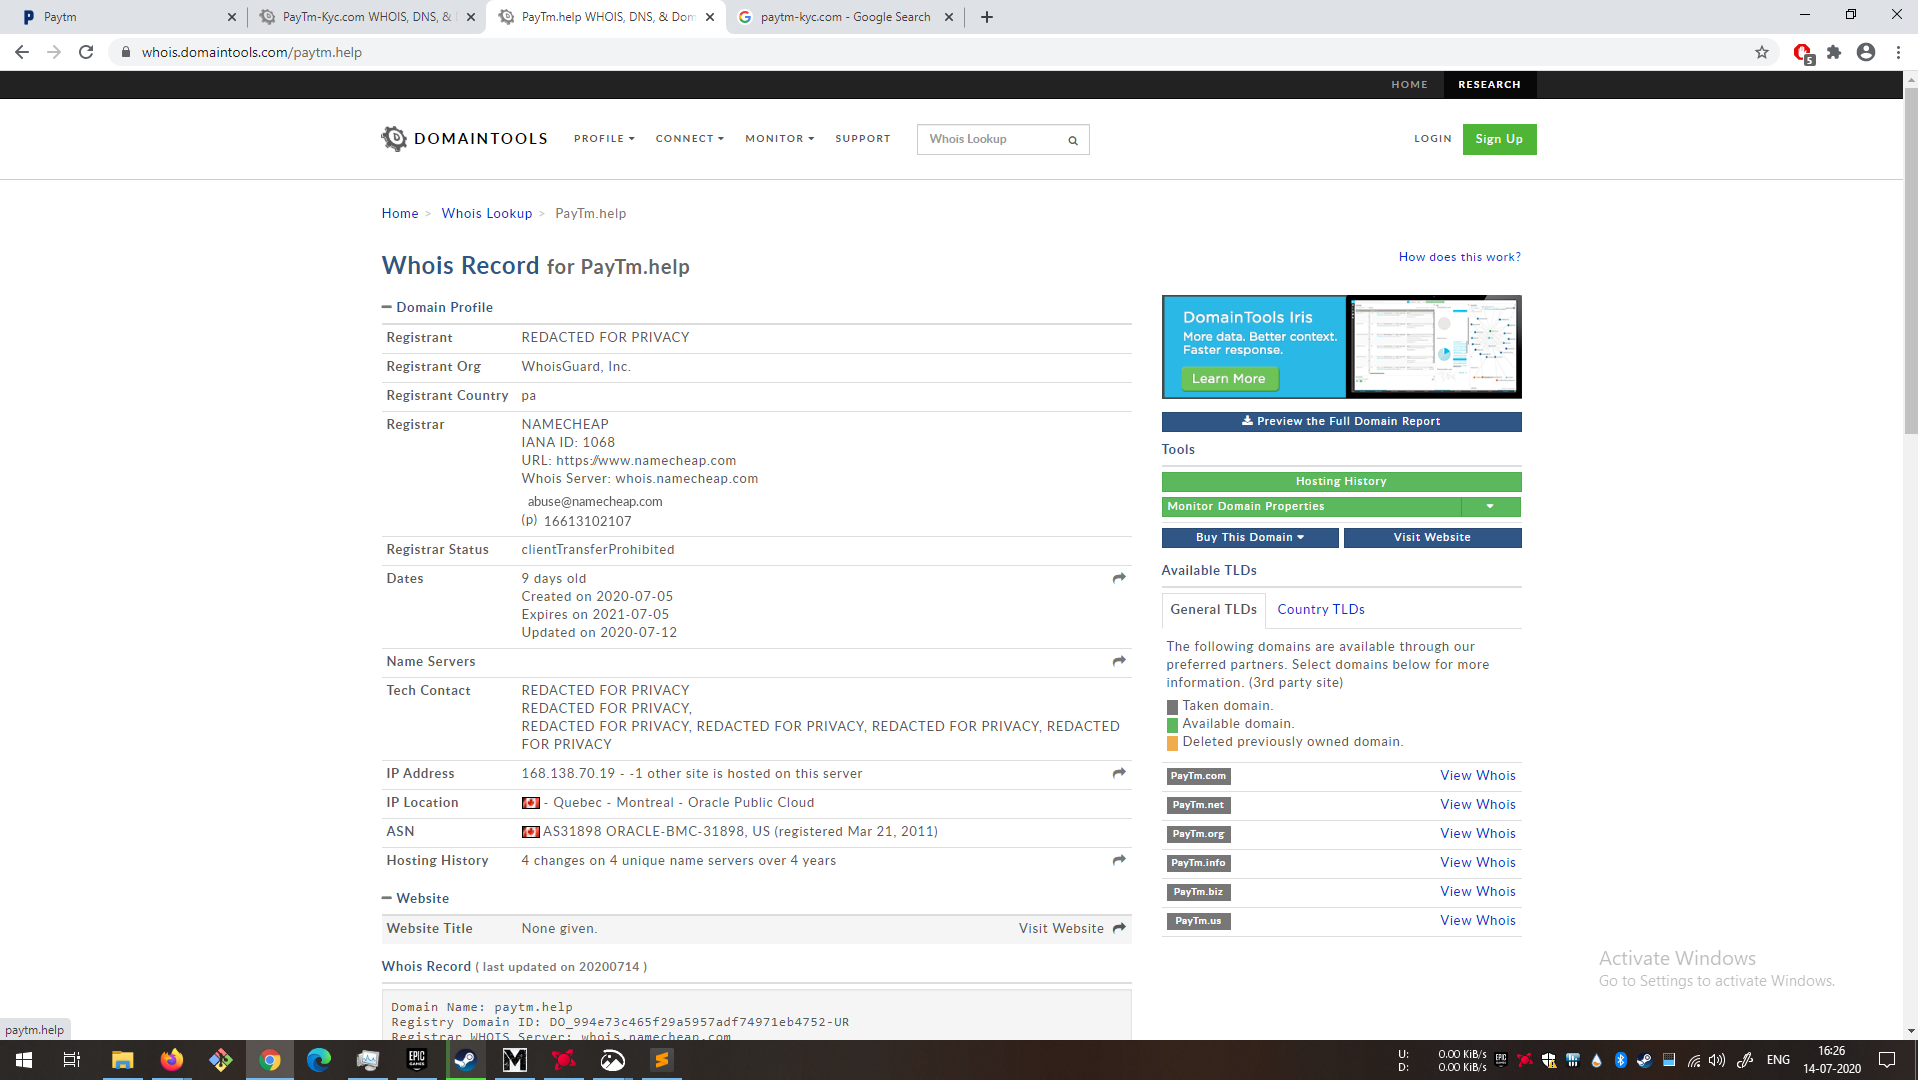 Paytm
PayTm-Kyc.com WHOIS, DNS, &
PayTm.help WHOIS, DNS, & Dom
paytm-kyc.com - Google Search
whois.domaintools.com/paytm.help
5
HOME
RESEARCH
DOMAINTOOLS
PROFILE
CONNECT
MONITOR
SUPPORT
Whois Lookup
LOGIN
Sign Up
Home > Whois Lookup > PayTm.help
Whois Record for PayTm.help
How does this work?
Domain Profile
Registrant REDACTED FOR PRIVACY
Registrant Org WhoisGuard, Inc.
Registrant Country pa
Registrar NAMECHEAP
IANA ID: 1068
URL: https://www.namecheap.com
Whois Server: whois.namecheap.com
abuse@namecheap.com
(p) 16613102107
Registrar Status clientTransferProhibited
Dates 9 days old
Created on 2020-07-05
Expires on 2021-07-05
Updated on 2020-07-12
Name Servers
Tech Contact REDACTED FOR PRIVACY
REDACTED FOR PRIVACY,
REDACTED FOR PRIVACY, REDACTED FOR PRIVACY, REDACTED FOR PRIVACY, REDACTED
FOR PRIVACY
IP Address 168.138.70.19 - -1 other site is hosted on this server
IP Location - Quebec - Montreal - Oracle Public Cloud
ASN AS31898 ORACLE-BMC-31898, US (registered Mar 21, 2011)
Hosting History 4 changes on 4 unique name servers over 4 years
Website
Website Title None given. Visit Website
Whois Record ( last updated on 20200714 )
Domain Name: paytm.help
Registry Domain ID: DO_994e73c465f29a5957adf74971eb4752-UR
Registrar WHOIS Server: whois.namecheap.com
DomainTools Iris
More data. Better context.
Faster response.
Learn More
Preview the Full Domain Report
Tools
Hosting History
Monitor Domain Properties
Buy This Domain
Visit Website
Available TLDs
General TLDs
Country TLDs
The following domains are available through our
preferred partners. Select domains below for more
information. (3rd party site)
Taken domain.
Available domain.
Deleted previously owned domain.
PayTm.com View Whois
PayTm.net View Whois
PayTm.org View Whois
PayTm.info View Whois
PayTm.biz View Whois
PayTm.us View Whois
Activate Windows
Go to Settings to activate Windows.
paytm.help
EPIC
GAMES
U: 0.00 KiB/s
D: 0.00 KiB/s
ENG
16:26
14-07-2020